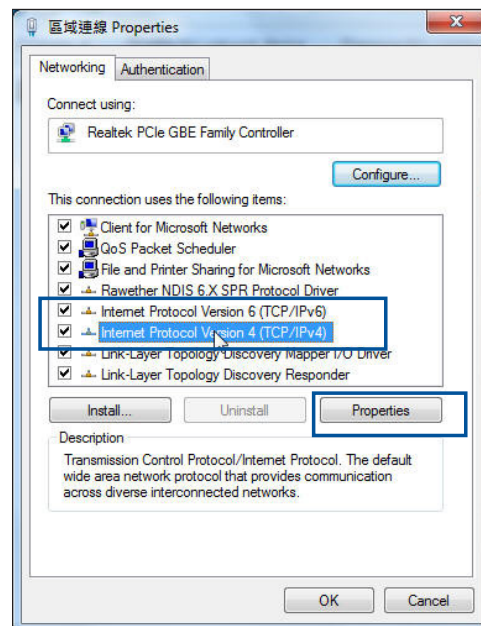 區域連線 Properties
Networking
Authentication
Connect using:
Realtek PCIe GBE Family Controller
Configure...
This connection uses the following items:
Client for Microsoft Networks
QoS Packet Scheduler
File and Printer Sharing for Microsoft Networks
Rawether NDIS 6.X SPR Protocol Driver
Internet Protocol Version 6 (TCP/IPv6)
Internet Protocol Version 4 (TCP/IPv4)
Link-Layer Topology Discovery Mapper I/O Driver
Link-Layer Topology Discovery Responder
Install...
Uninstall
Properties
Description
Transmission Control Protocol/Internet Protocol. The default
wide area network protocol that provides communication
across diverse interconnected networks.
OK
Cancel